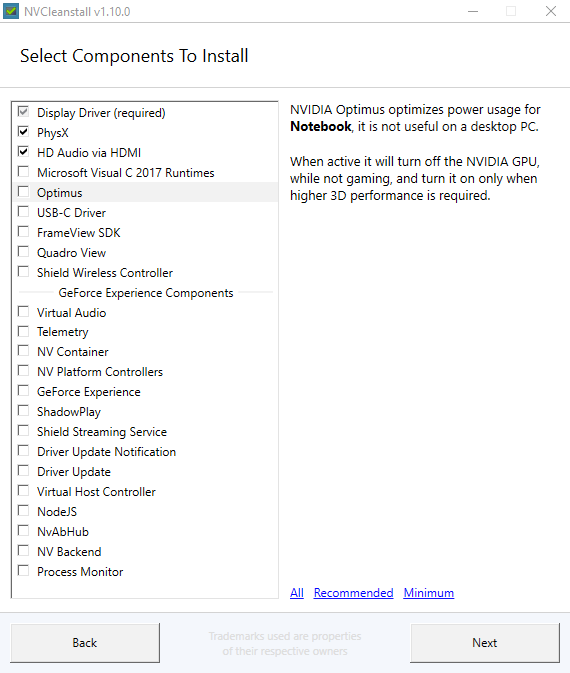 NVCleanstall v1.10.0
Select Components To Install
Display Driver (required)
PhysX
HD Audio via HDMI
Microsoft Visual C 2017 Runtimes
Optimus
USB-C Driver
FrameView SDK
Quadro View
Shield Wireless Controller
GeForce Experience Components
Virtual Audio
Telemetry
NV Container
NV Platform Controllers
GeForce Experience
ShadowPlay
Shield Streaming Service
Driver Update Notification
Driver Update
Virtual Host Controller
NodeJS
NvAbHub
NV Backend
Process Monitor
NVIDIA Optimus optimizes power usage for
Notebook, it is not useful on a desktop PC.
When active it will turn off the NVIDIA GPU,
while not gaming, and turn it on only when
higher 3D performance is required.
All Recommended Minimum
Back
Trademarks used are properties
of their respective owners
Next